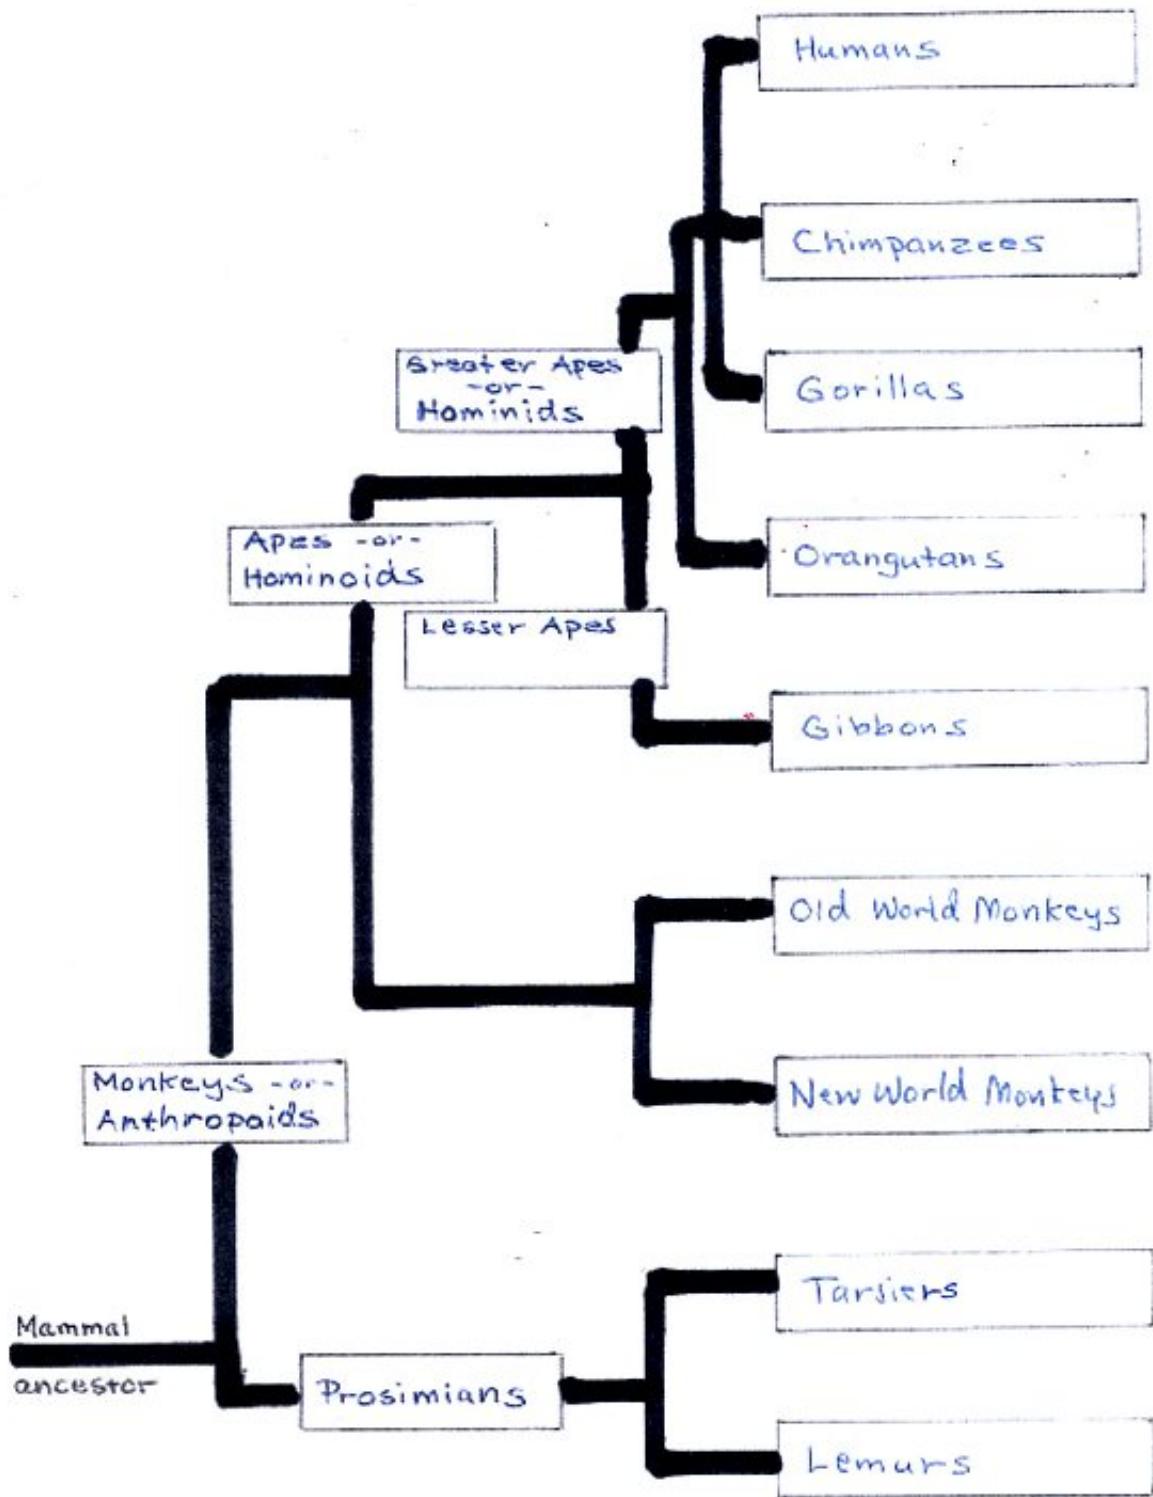 Humans
Chimpanzees
Greater Apes
-or-
Hominids
Gorillas
Apes -or-
Hominoids
Orangutans
Lesser Apes
Gibbons
Old World Monkeys
Monkeys -or-
Anthropoids
New World Monkeys
Tarsiers
Mammal
ancestor
Prosimians
Lemurs